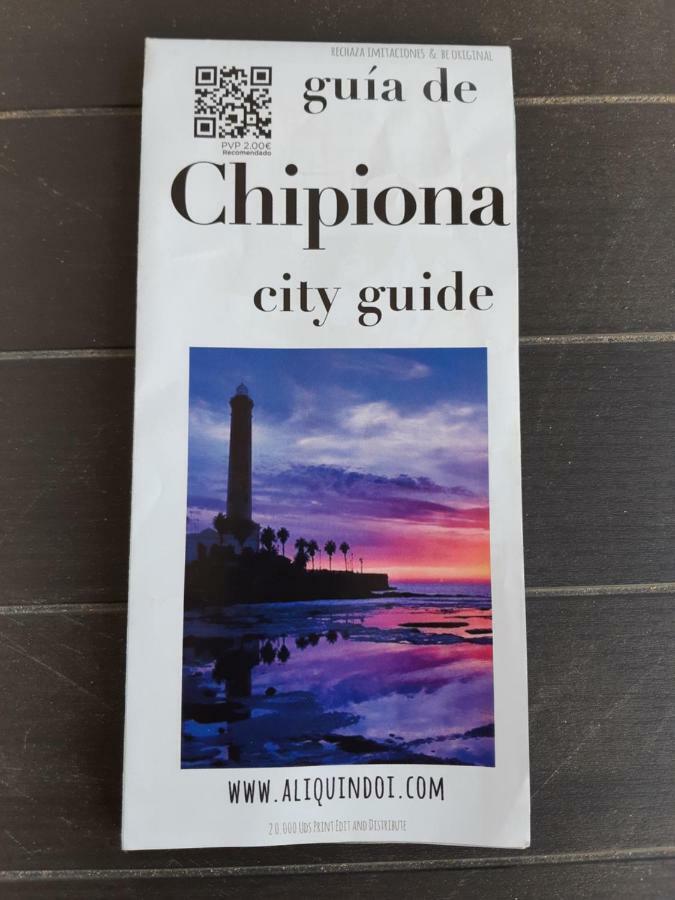 RECHAZA IMITACIONES & BE ORIGINAL
guía de
PVP 2.00€
Recomendado
Chipiona
city guide
WWW.ALIQUINDOI.COM
20.000 Uds Print Edit and Distribute